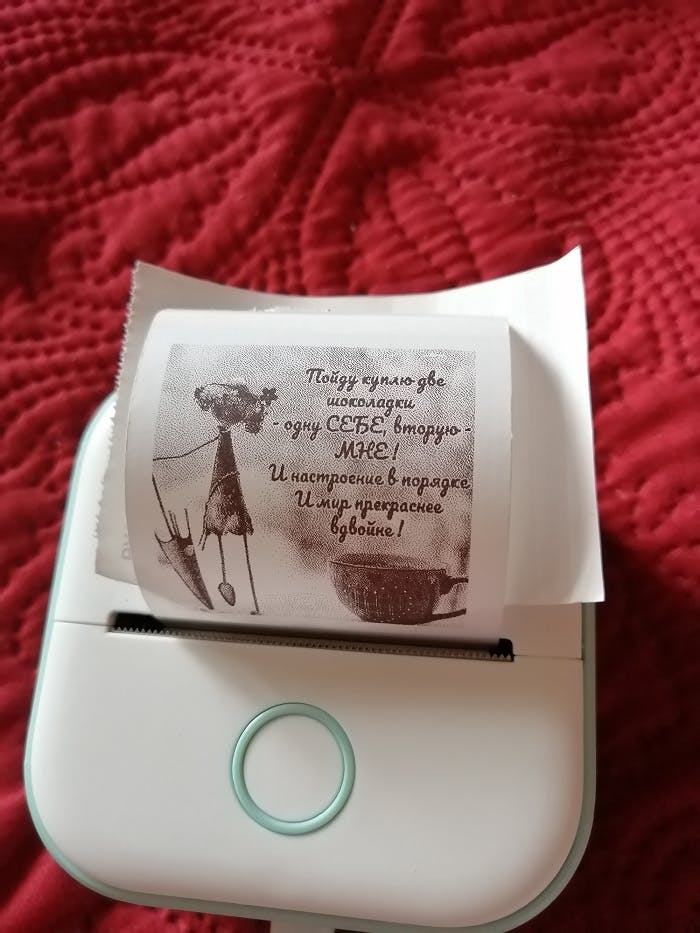 Пойду куплю две
шоколадки
- одну СЕБЕ, вторую -
МНЕ!
И настроение в порядке
И мир прекраснее
вдвойне!